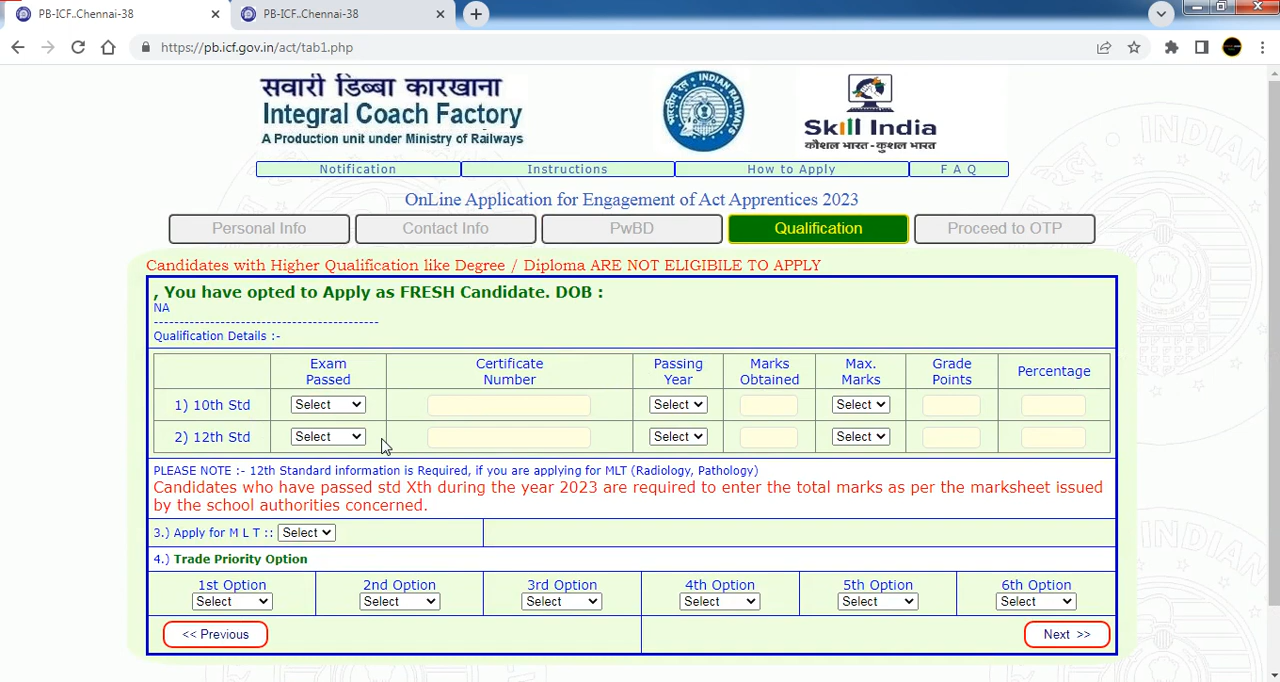 PB-ICF..Chennai-38
PB-ICF..Chennai-38
https://pb.icf.gov.in/act/tab1.php
सवारी डिब्बा कारखाना
Integral Coach Factory
A Production unit under Ministry of Railways
Skill India
कौशल भारत-कुशल भारत
Notification Instructions How to Apply F A Q
OnLine Application for Engagement of Act Apprentices 2023
Personal Info Contact Info PwBD Qualification Proceed to OTP
Candidates with Higher Qualification like Degree / Diploma ARE NOT ELIGIBILE TO APPLY
, You have opted to Apply as FRESH Candidate. DOB :
NA
-------------------------------------------
Qualification Details :-
Exam Passed Certificate Number Passing Year Marks Obtained Max. Marks Grade Points Percentage
1) 10th Std Select Select Select
2) 12th Std Select Select Select
PLEASE NOTE :- 12th Standard information is Required, if you are applying for MLT (Radiology, Pathology)
Candidates who have passed std Xth during the year 2023 are required to enter the total marks as per the marksheet issued
by the school authorities concerned.
3.) Apply for M L T :: Select
4.) Trade Priority Option
1st Option 2nd Option 3rd Option 4th Option 5th Option 6th Option
Select Select Select Select Select Select
<< Previous Next >>